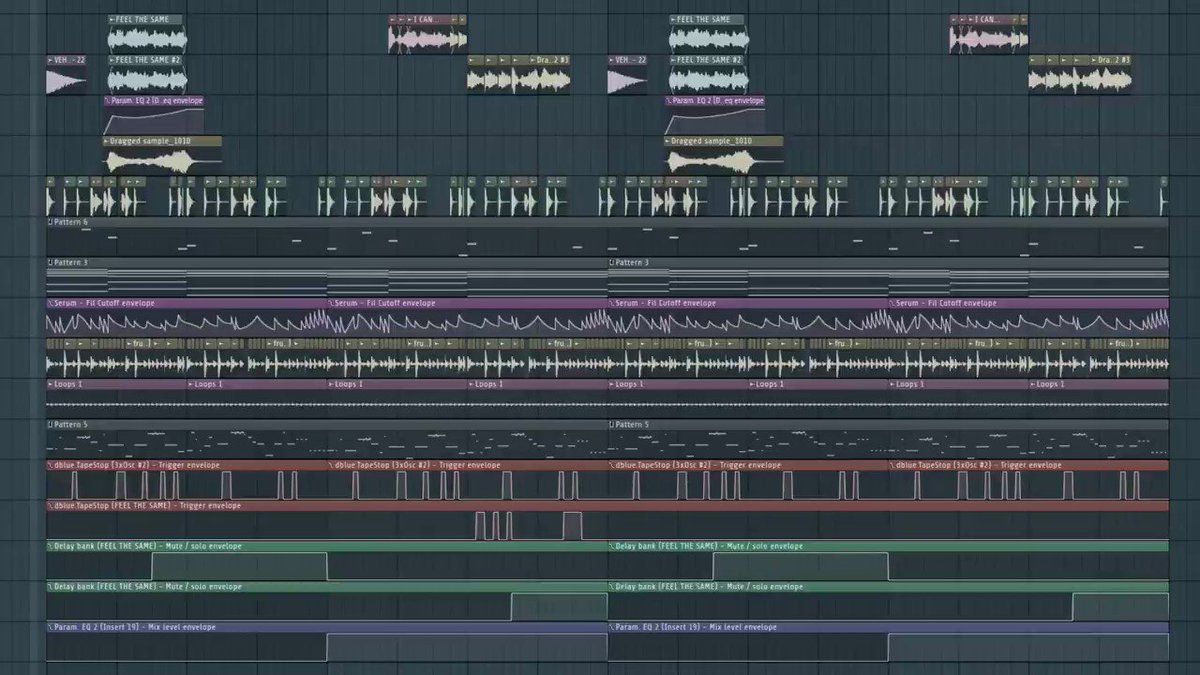 FEEL THE SAME I CAN... FEEL THE SAME I CAN...
VEH..- 22 FEEL THE SAME #2 Dra..2 #3 VEH..- 22 FEEL THE SAME #2 Dra..2 #3
Param. EQ 2 (D..eq envelope Param. EQ 2 (D..eq envelope
Dragged sample_1010 Dragged sample_1010
Pattern 6
Pattern 3 Pattern 3
Serum - Fil Cutoff envelope Serum - Fil Cutoff envelope Serum - Fil Cutoff envelope Serum - Fil Cutoff envelope
fru..) fru..) fru..) fru..) fru..) fru..) fru..) fru..)
Loops 1 Loops 1 Loops 1 Loops 1 Loops 1 Loops 1 Loops 1 Loops 1
Pattern 5 Pattern 5
dblue.TapeStop (3xOsc #2) - Trigger envelope dblue.TapeStop (3xOsc #2) - Trigger envelope dblue.TapeStop (3xOsc #2) - Trigger envelope dblue.TapeStop (3xOsc #2) - Trigger envelope
dblue.TapeStop (FEEL THE SAME) - Trigger envelope
Delay bank (FEEL THE SAME) - Mute / solo envelope Delay bank (FEEL THE SAME) - Mute / solo envelope
Delay bank (FEEL THE SAME) - Mute / solo envelope Delay bank (FEEL THE SAME) - Mute / solo envelope
Param. EQ 2 (Insert 19) - Mix level envelope Param. EQ 2 (Insert 19) - Mix level envelope